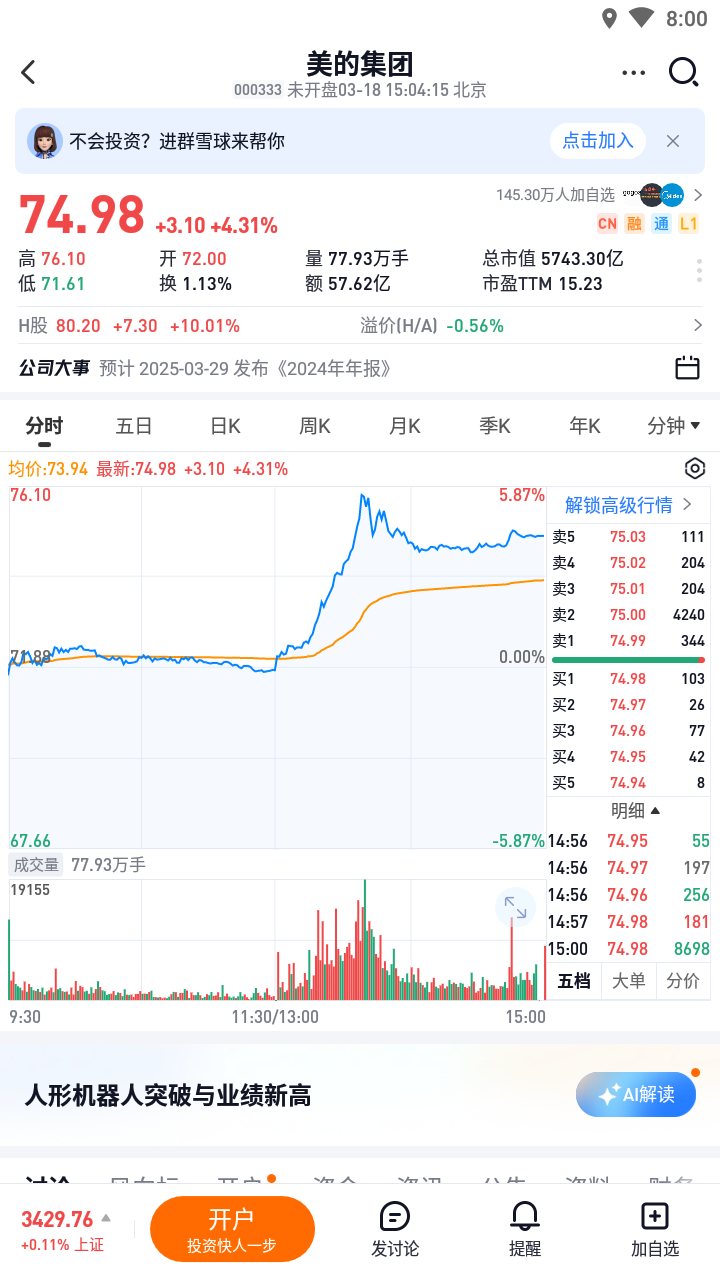 8:00
美的集团
000333 未开盘03-18 15:04:15 北京
不会投资？进群雪球来帮你
点击加入
74.98 +3.10 +4.31%
145.30万人加自选
CN 融 通 L1
高 76.10 开 72.00 量 77.93万手 总市值 5743.30亿
低 71.61 换 1.13% 额 57.62亿 市盈TTM 15.23
H股 80.20 +7.30 +10.01% 溢价(H/A) -0.56%
公司大事 预计 2025-03-29 发布《2024年年报》
分时 五日 日K 周K 月K 季K 年K 分钟
均价:73.94 最新:74.98 +3.10 +4.31%
76.10 5.87%
71.88 0.00%
67.66 -5.87%
解锁高级行情
卖5 75.03 111
卖4 75.02 204
卖3 75.01 204
卖2 75.00 4240
卖1 74.99 344
买1 74.98 103
买2 74.97 26
买3 74.96 77
买4 74.95 42
买5 74.94 8
明细
14:56 74.95 55
14:56 74.97 197
14:56 74.96 256
14:57 74.98 181
15:00 74.98 8698
五档 大单 分价
成交量 77.93万手
19155
9:30 11:30/13:00 15:00
人形机器人突破与业绩新高
AI解读
3429.76
+0.11% 上证
开户
投资快人一步
发讨论
提醒
加自选